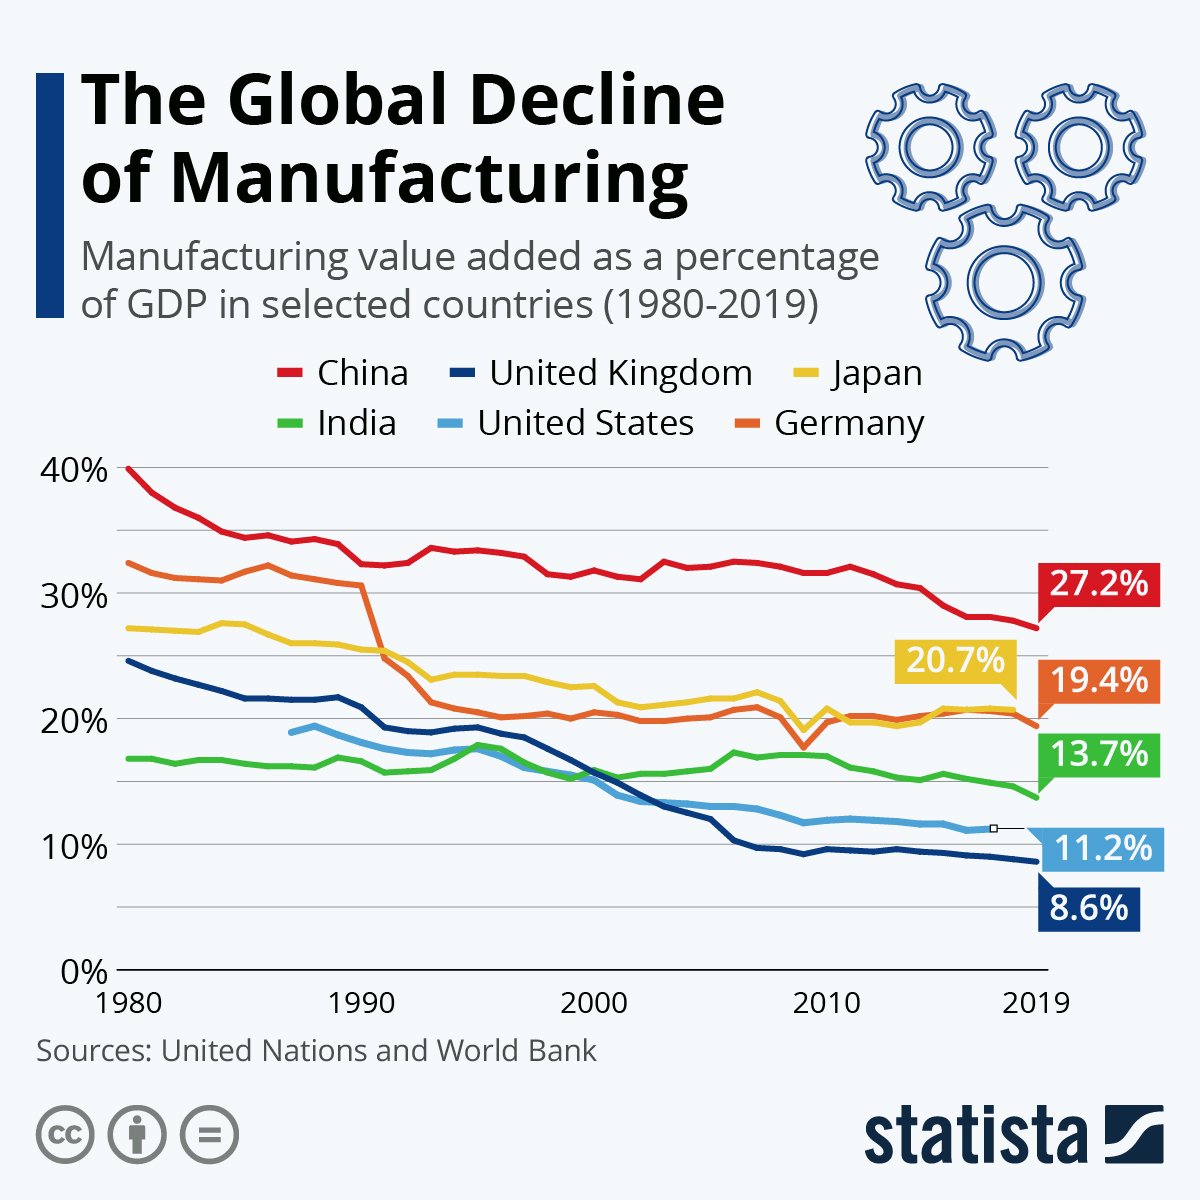 The Global Decline
of Manufacturing
Manufacturing value added as a percentage
of GDP in selected countries (1980-2019)
China United Kingdom Japan
India United States Germany
40%
30%
20%
10%
0%
27.2%
20.7%
19.4%
13.7%
11.2%
8.6%
1980 1990 2000 2010 2019
Sources: United Nations and World Bank
cc =
statista